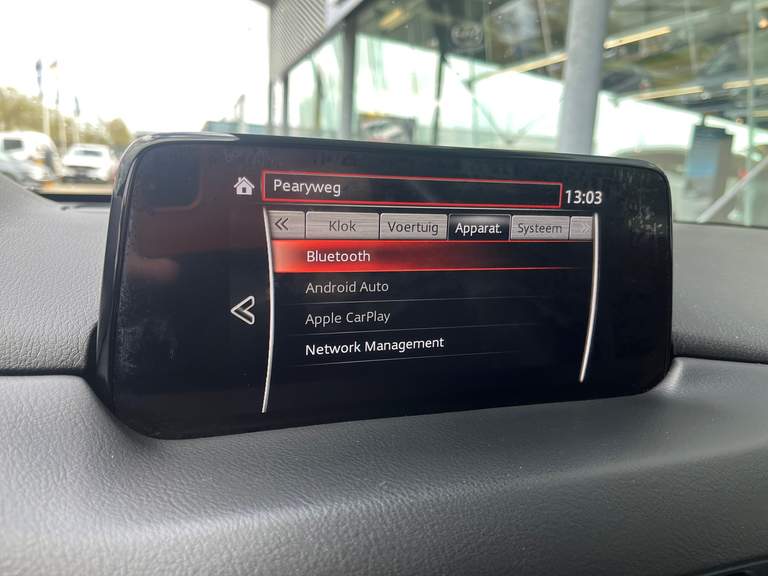 Pearyweg
13:03
« Klok Voertuig Apparat. Systeem »
Bluetooth
Android Auto
Apple CarPlay
Network Management